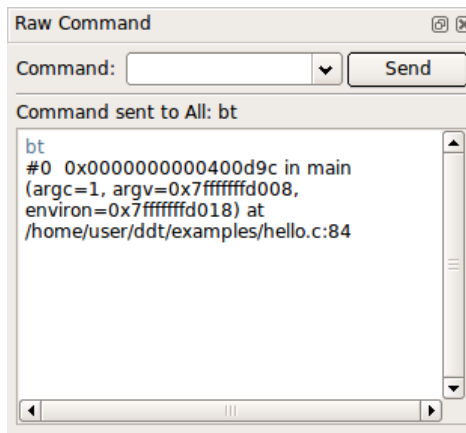 Raw Command
Command:
Send
Command sent to All: bt
bt
#0 0x0000000000400d9c in main
(argc=1, argv=0x7fffffffd008,
environ=0x7fffffffd018) at
/home/user/ddt/examples/hello.c:84